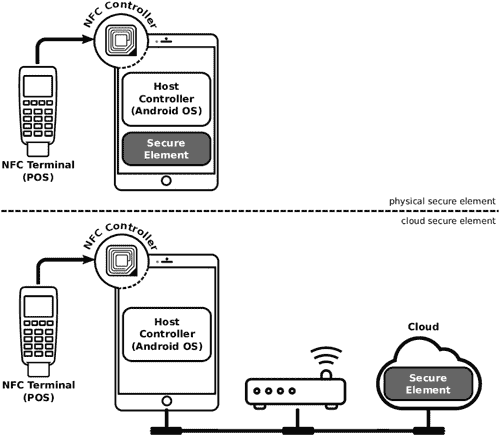 NFC Controller
Host
Controller
(Android OS)
Secure
Element
NFC Terminal
(POS)
physical secure element
cloud secure element
NFC Controller
Host
Controller
(Android OS)
NFC Terminal
(POS)
Cloud
Secure
Element